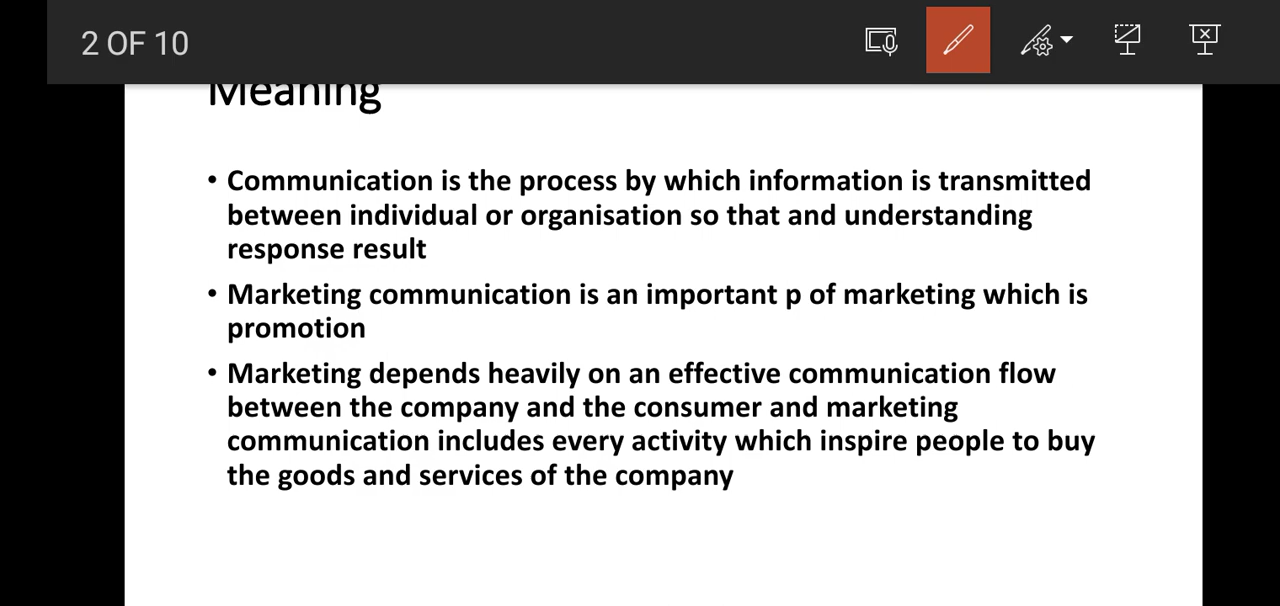 2 OF 10
Meaning
• Communication is the process by which information is transmitted
between individual or organisation so that and understanding
response result
• Marketing communication is an important p of marketing which is
promotion
• Marketing depends heavily on an effective communication flow
between the company and the consumer and marketing
communication includes every activity which inspire people to buy
the goods and services of the company